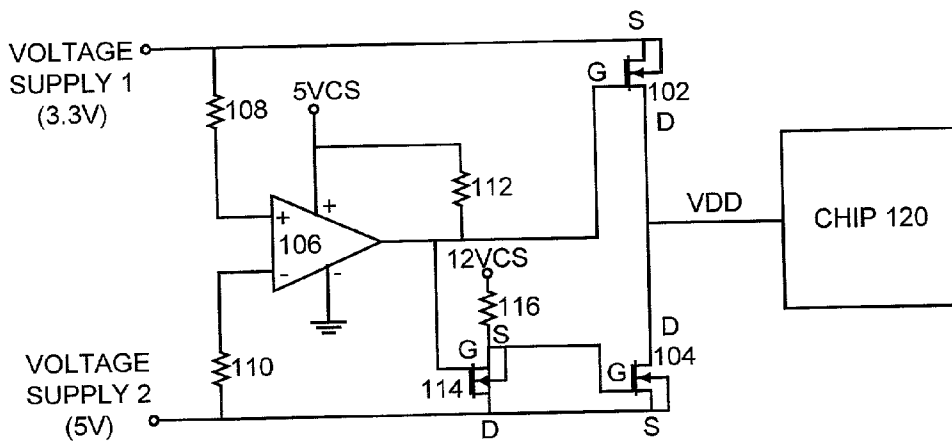 S
VOLTAGE
SUPPLY 1
(3.3V)
G
102
108
5VCS
D
+
112
+
106
-
-
VDD
CHIP 120
12VCS
116
S
D
104
VOLTAGE
SUPPLY 2
(5V)
110
G
114
G
D
S